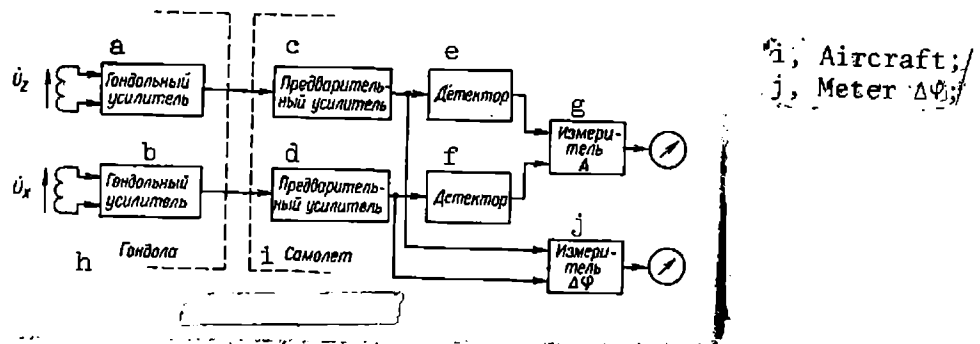 a
U̇z
Гондольный
усилитель
c
Предваритель-
ный усилитель
e
Детектор
g
Измери-
тель
A
b
U̇x
Гондольный
усилитель
d
Предваритель-
ный усилитель
f
Детектор
j
Измери-
тель
Δφ
h
Гондола
i
Самолет
i, Aircraft;
j, Meter Δφ;